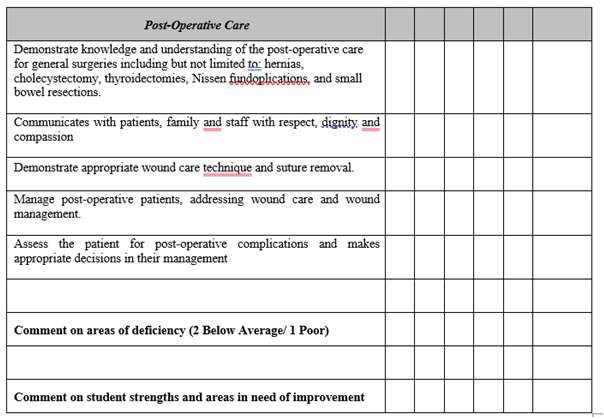 Post-Operative Care
Demonstrate knowledge and understanding of the post-operative care
for general surgeries including but not limited to: hernias,
cholecystectomy, thyroidectomies, Nissen fundoplications, and small
bowel resections.
Communicates with patients, family and staff with respect, dignity and
compassion
Demonstrate appropriate wound care technique and suture removal.
Manage post-operative patients, addressing wound care and wound
management.
Assess the patient for post-operative complications and makes
appropriate decisions in their management
Comment on areas of deficiency (2 Below Average/ 1 Poor)
Comment on student strengths and areas in need of improvement